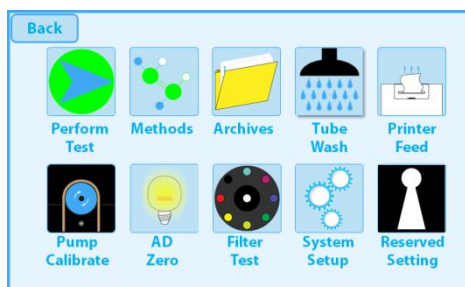 Back
Perform Test
Methods
Archives
Tube Wash
Printer Feed
Pump Calibrate
AD Zero
Filter Test
System Setup
Reserved Setting